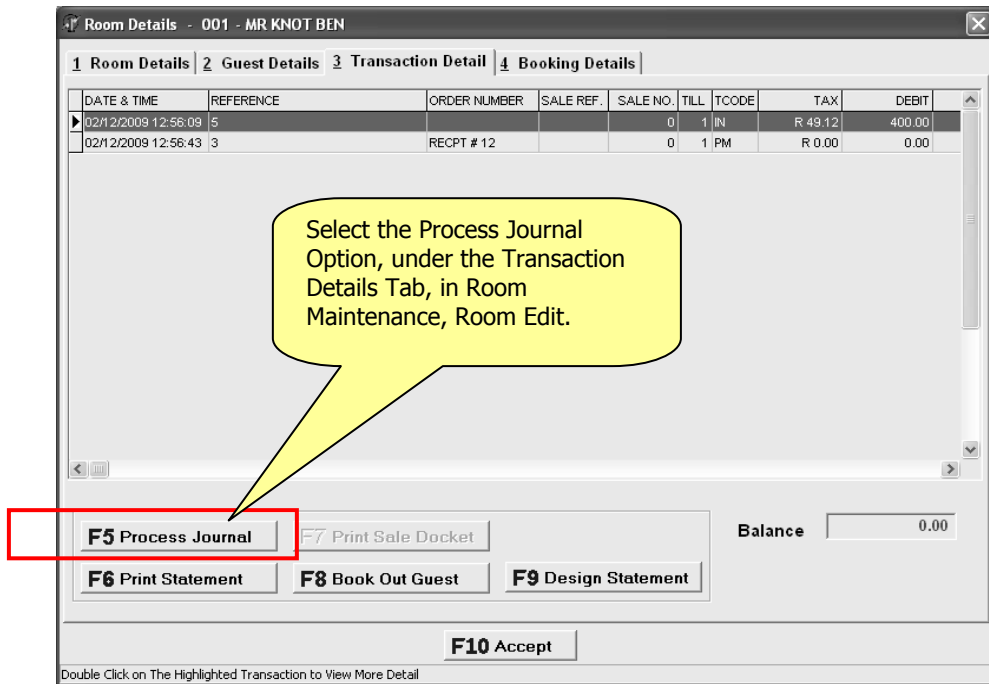 Room Details - 001 - MR KNOT BEN
1 Room Details 2 Guest Details 3 Transaction Detail 4 Booking Details
DATE & TIME REFERENCE ORDER NUMBER SALE REF. SALE NO. TILL TCODE TAX DEBIT
02/12/2009 12:56:09 5 0 1 IN R 49.12 400.00
02/12/2009 12:56:43 3 RECPT # 12 0 1 PM R 0.00 0.00
Select the Process Journal
Option, under the Transaction
Details Tab, in Room
Maintenance, Room Edit.
F5 Process Journal F7 Print Sale Docket Balance 0.00
F6 Print Statement F8 Book Out Guest F9 Design Statement
F10 Accept
Double Click on The Highlighted Transaction to View More Detail